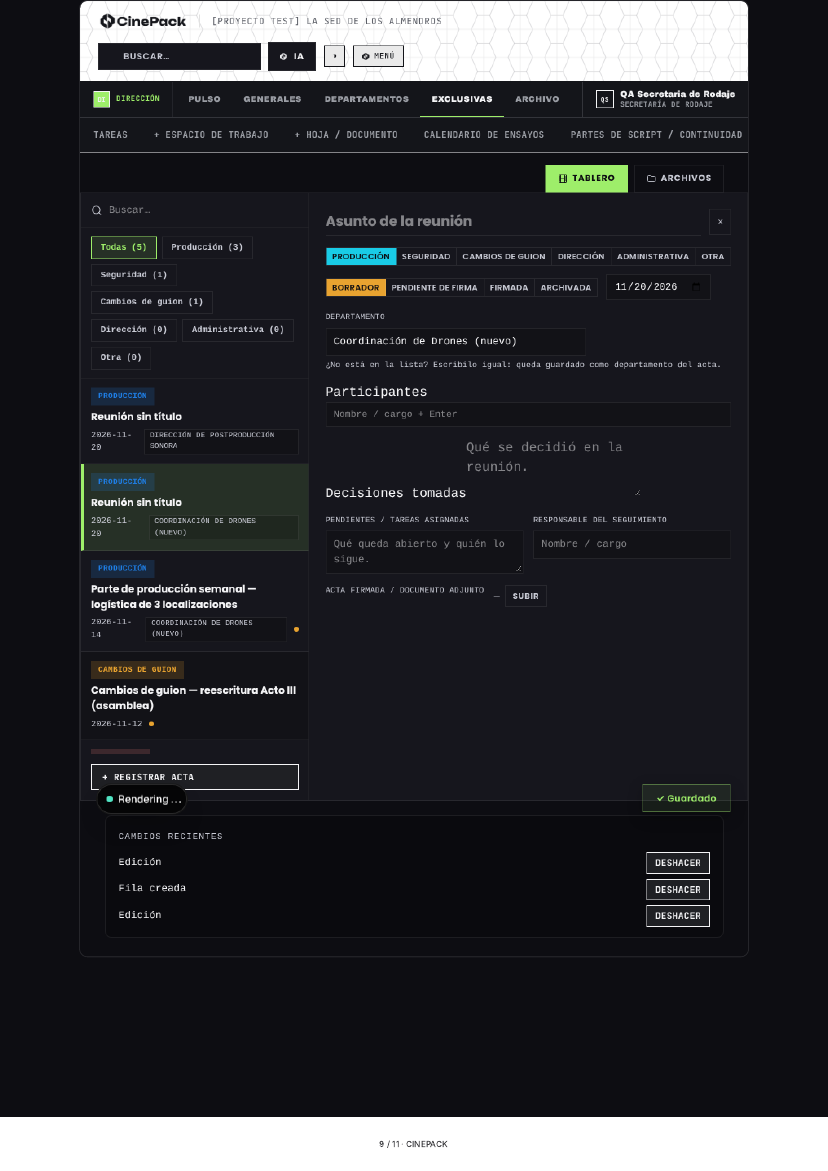 CinePack
[PROYECTO TEST] LA SED DE LOS ALMENDROS
BUSCAR…
IA
MENÚ
DIRECCIÓN
PULSO
GENERALES
DEPARTAMENTOS
EXCLUSIVAS
ARCHIVO
QS
QA Secretaria de Rodaje
SECRETARÍA DE RODAJE
TAREAS
+ ESPACIO DE TRABAJO
+ HOJA / DOCUMENTO
CALENDARIO DE ENSAYOS
PARTES DE SCRIPT / CONTINUIDAD
TABLERO
ARCHIVOS
Buscar…
Todas (5)
Producción (3)
Seguridad (1)
Cambios de guion (1)
Dirección (0)
Administrativa (0)
Otra (0)
PRODUCCIÓN
Reunión sin título
2026-11-
20
DIRECCIÓN DE POSTPRODUCCIÓN
SONORA
PRODUCCIÓN
Reunión sin título
2026-11-
20
COORDINACIÓN DE DRONES
(NUEVO)
PRODUCCIÓN
Parte de producción semanal —
logística de 3 localizaciones
2026-11-
14
COORDINACIÓN DE DRONES
(NUEVO)
CAMBIOS DE GUION
Cambios de guion — reescritura Acto III
(asamblea)
2026-11-12
+ REGISTRAR ACTA
Rendering ...
Asunto de la reunión
×
PRODUCCIÓN
SEGURIDAD
CAMBIOS DE GUION
DIRECCIÓN
ADMINISTRATIVA
OTRA
BORRADOR
PENDIENTE DE FIRMA
FIRMADA
ARCHIVADA
11/20/2026
DEPARTAMENTO
Coordinación de Drones (nuevo)
¿No está en la lista? Escribilo igual: queda guardado como departamento del acta.
Participantes
Nombre / cargo + Enter
Qué se decidió en la
reunión.
Decisiones tomadas
PENDIENTES / TAREAS ASIGNADAS
Qué queda abierto y quién lo
sigue.
RESPONSABLE DEL SEGUIMIENTO
Nombre / cargo
ACTA FIRMADA / DOCUMENTO ADJUNTO
—
SUBIR
✓ Guardado
CAMBIOS RECIENTES
Edición
DESHACER
Fila creada
DESHACER
Edición
DESHACER
9 / 11 · CINEPACK